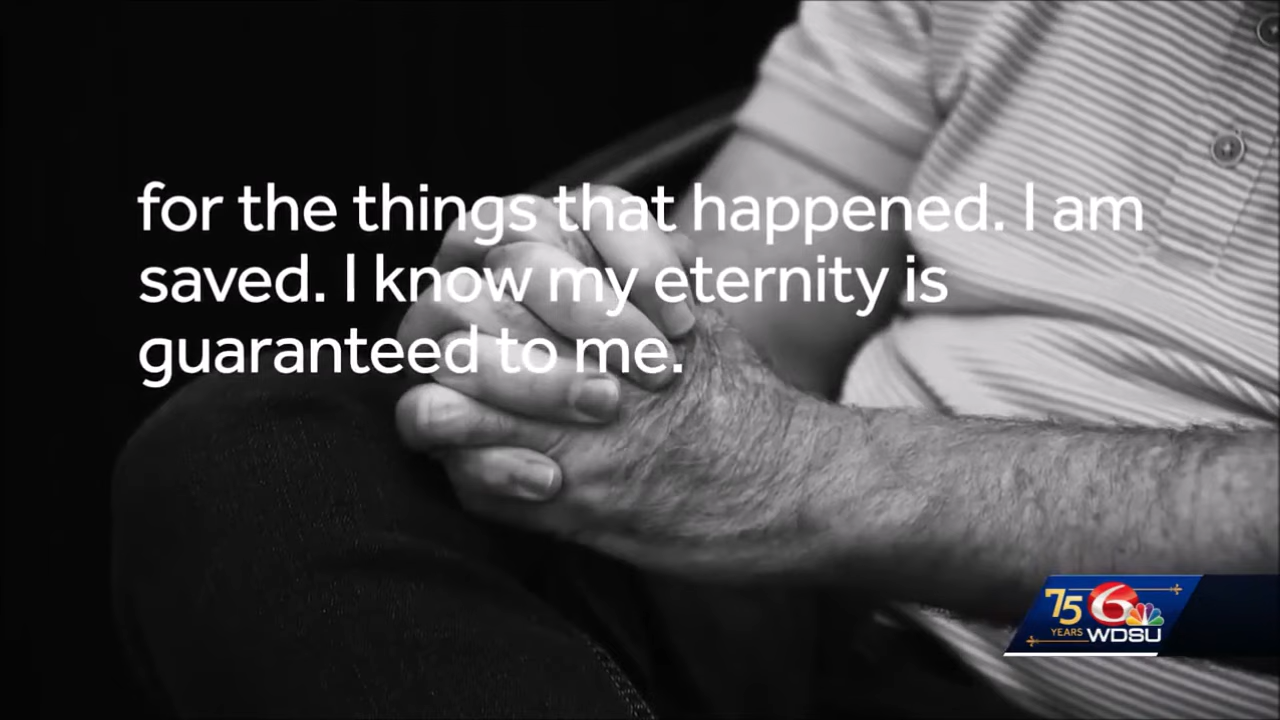 for the things that happened. I am
saved. I know my eternity is
guaranteed to me.
75
YEARS
6
WDSU